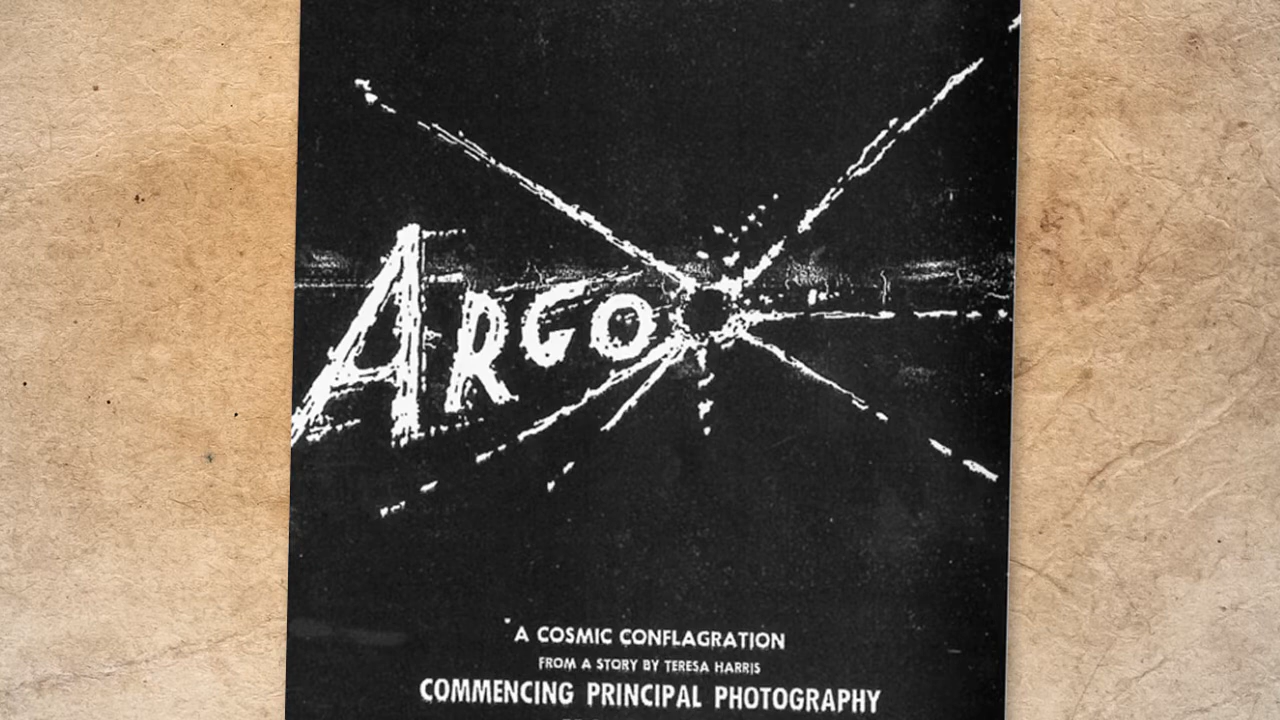 ARGO
A COSMIC CONFLAGRATION
FROM A STORY BY TERESA HARRIS
COMMENCING PRINCIPAL PHOTOGRAPHY